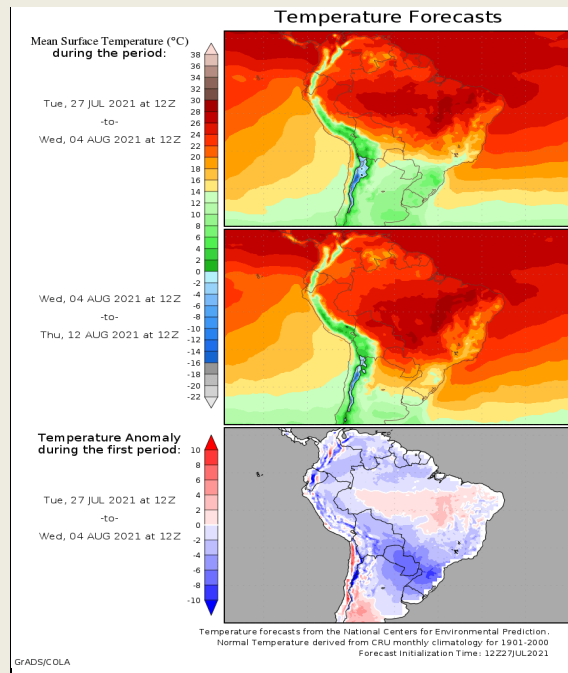 Temperature Forecasts
Mean Surface Temperature (°C)
during the period:
38
36
34
32
30
28
26
24
22
20
18
16
14
12
10
8
6
4
2
0
-2
-4
-6
-8
-10
-12
-14
-16
-18
-20
-22
Tue, 27 JUL 2021 at 12Z
-to-
Wed, 04 AUG 2021 at 12Z
Wed, 04 AUG 2021 at 12Z
-to-
Thu, 12 AUG 2021 at 12Z
Temperature Anomaly
during the first period:
10
8
6
4
2
0
-2
-4
-6
-8
-10
Tue, 27 JUL 2021 at 12Z
-to-
Wed, 04 AUG 2021 at 12Z
Temperature forecasts from the National Centers for Environmental Prediction.
Normal Temperature derived from CRU monthly climatology for 1901-2000
Forecast Initialization Time: 12Z27JUL2021
GrADS/COLA